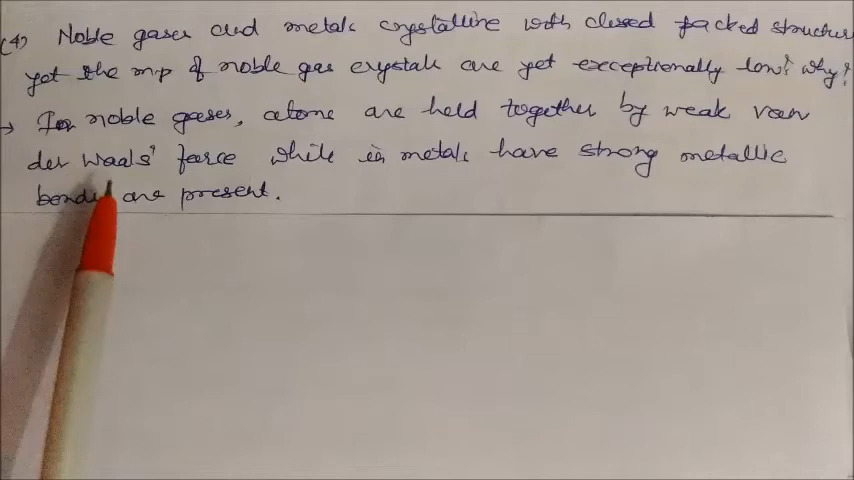 (4) Noble gases and metals crystalline with closed packed structure
yet the m.p of noble gas crystals are yet exceptionally low? why?
→ In noble gases, atoms are held together by weak van
der Waals' force while in metals have strong metallic
bonds are present.